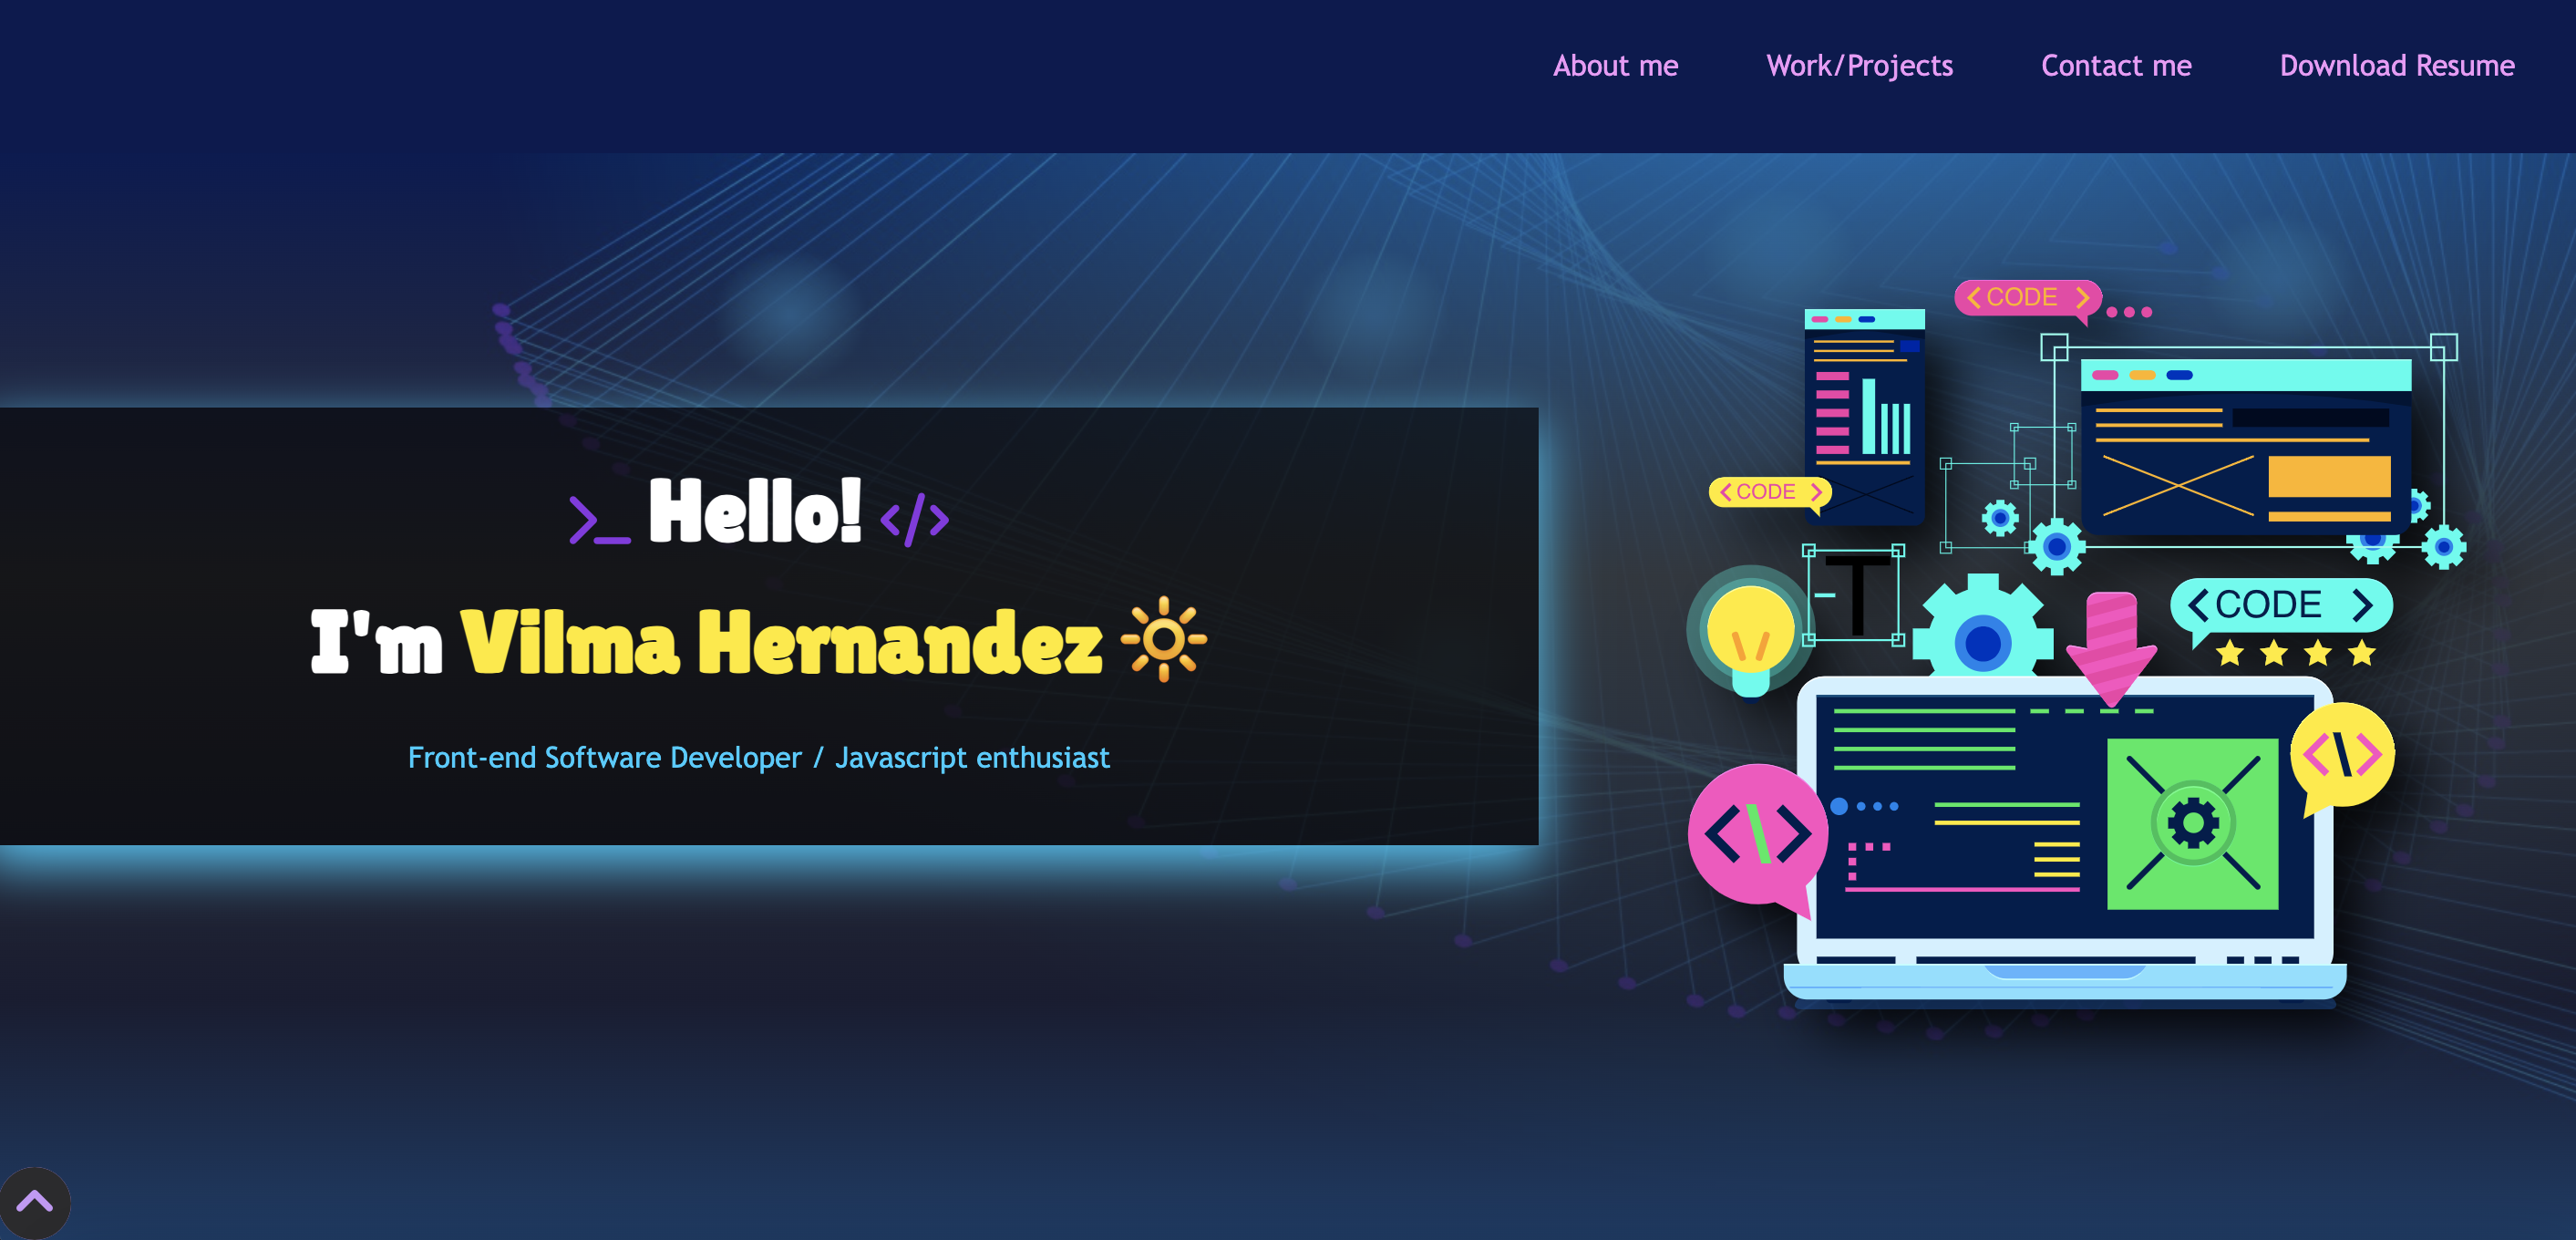 About me
Work/Projects
Contact me
Download Resume
>_ Hello! </>
I'm Vilma Hernandez
Front-end Software Developer / Javascript enthusiast
< CODE >
< CODE >
T
< CODE >
<\>
<\>